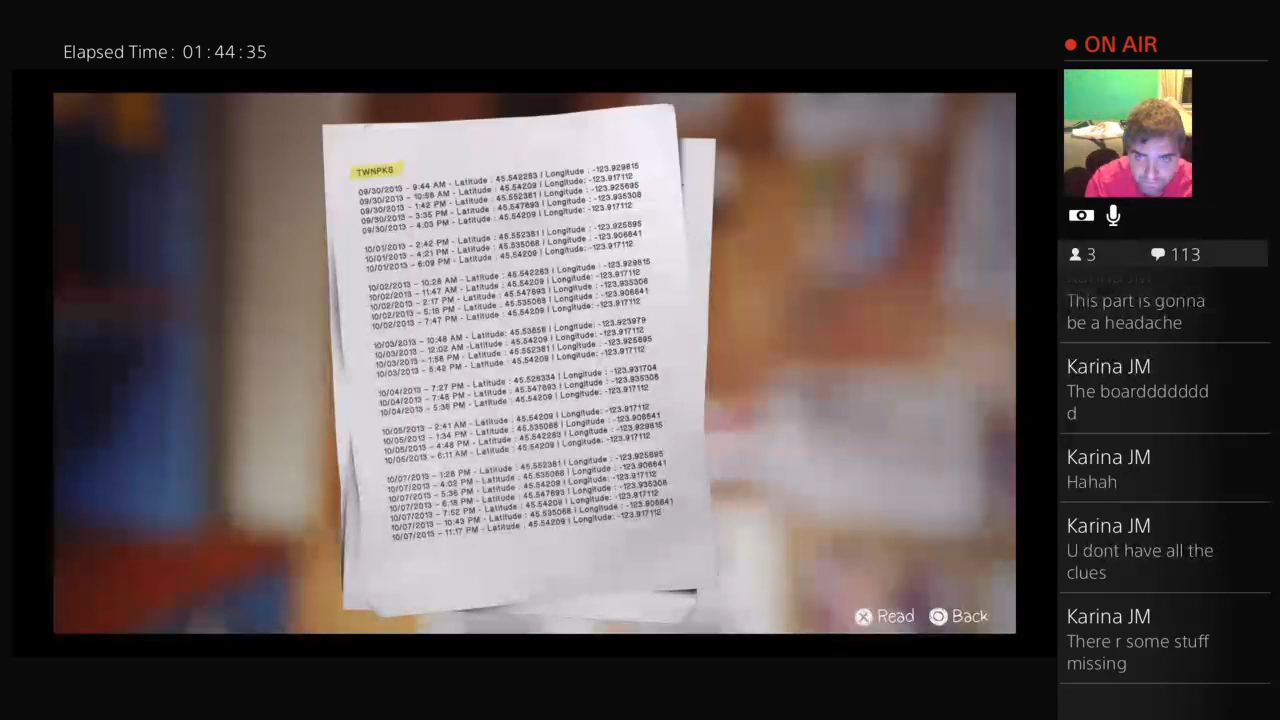 Elapsed Time: 01:44:35
ON AIR
3
113
This part is gonna
be a headache
Karina JM
The boardddddddd
d
Karina JM
Hahah
Karina JM
U dont have all the
clues
Karina JM
There r some stuff
missing
TWNPKS
09/30/2013 - 9:44 AM - Latitude : 45.542283 | Longitude : -123.929815
09/30/2013 - 10:56 AM - Latitude : 45.54209 | Longitude: -123.917112
09/30/2013 - 1:42 PM - Latitude : 45.552381 | Longitude : -123.925695
09/30/2013 - 3:35 PM - Latitude : 45.547693 | Longitude : -123.935308
09/30/2013 - 4:03 PM - Latitude : 45.54209 | Longitude: -123.917112
10/01/2013 - 2:42 PM - Latitude : 45.552381 | Longitude : -123.925695
10/01/2013 - 4:21 PM - Latitude : 45.535068 | Longitude : -123.906641
10/01/2013 - 6:09 PM - Latitude : 45.54209 | Longitude: -123.917112
10/02/2013 - 10:26 AM - Latitude : 45.542283 | Longitude : -123.929815
10/02/2013 - 11:47 AM - Latitude : 45.54209 | Longitude: -123.917112
10/02/2013 - 2:17 PM - Latitude : 45.547693 | Longitude : -123.935308
10/02/2013 - 5:16 PM - Latitude : 45.535068 | Longitude : -123.906641
10/02/2013 - 7:47 PM - Latitude : 45.54209 | Longitude: -123.917112
10/03/2013 - 10:48 AM - Latitude: 45.53656 | Longitude: -123.923979
10/03/2013 - 12:02 AM - Latitude : 45.54209 | Longitude: -123.917112
10/03/2013 - 1:58 PM - Latitude : 45.552381 | Longitude : -123.925695
10/03/2013 - 5:42 PM - Latitude : 45.54209 | Longitude: -123.917112
10/04/2013 - 7:27 PM - Latitude : 45.528334 | Longitude : -123.931704
10/04/2013 - 7:48 PM - Latitude : 45.547693 | Longitude : -123.935308
10/04/2013 - 5:38 PM - Latitude : 45.54209 | Longitude: -123.917112
10/05/2013 - 2:41 AM - Latitude : 45.54209 | Longitude: -123.917112
10/05/2013 - 1:34 PM - Latitude : 45.535068 | Longitude : -123.906641
10/05/2013 - 4:48 PM - Latitude : 45.542283 | Longitude : -123.929815
10/05/2013 - 6:11 AM - Latitude : 45.54209 | Longitude: -123.917112
10/07/2013 - 1:28 PM - Latitude : 45.552381 | Longitude : -123.925695
10/07/2013 - 4:02 PM - Latitude : 45.535068 | Longitude : -123.906641
10/07/2013 - 5:36 PM - Latitude : 45.54209 | Longitude: -123.917112
10/07/2013 - 6:18 PM - Latitude : 45.547693 | Longitude : -123.935308
10/07/2013 - 7:52 PM - Latitude : 45.54209 | Longitude: -123.917112
10/07/2013 - 10:43 PM - Latitude : 45.535068 | Longitude : -123.906641
10/07/2013 - 11:17 PM - Latitude : 45.54209 | Longitude: -123.917112
Read
Back